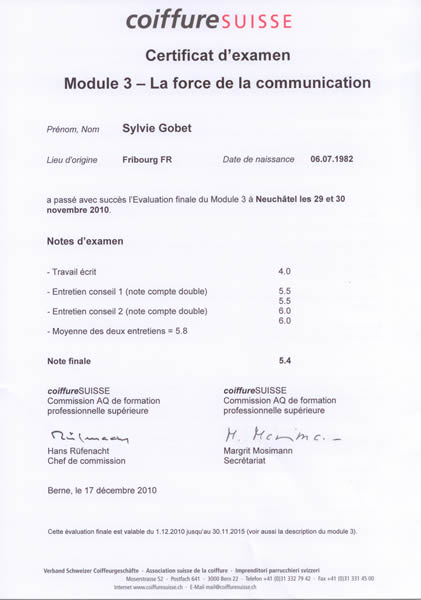 coiffureSUISSE
Certificat d'examen
Module 3 – La force de la communication
Prénom, Nom Sylvie Gobet
Lieu d'origine Fribourg FR Date de naissance 06.07.1982
a passé avec succès l'Evaluation finale du Module 3 à Neuchâtel les 29 et 30
novembre 2010.
Notes d'examen
- Travail écrit 4.0
- Entretien conseil 1 (note compte double) 5.5
5.5
- Entretien conseil 2 (note compte double) 6.0
6.0
- Moyenne des deux entretiens = 5.8
Note finale 5.4
coiffureSUISSE coiffureSUISSE
Commission AQ de formation Commission AQ de formation
professionnelle supérieure professionnelle supérieure
Hans Rüfenacht Margrit Mosimann
Chef de commission Secrétariat
Berne, le 17 décembre 2010
Cette évaluation finale est valable du 1.12.2010 jusqu'au 30.11.2015 (voir aussi la description du module 3).
Verband Schweizer Coiffeurgeschäfte · Association suisse de la coiffure · Imprenditori parrucchieri svizzeri
Moserstrasse 52 · Postfach 641 · 3000 Bern 22 · Telefon +41 (0)31 332 79 42 · Fax +41 (0)31 331 45 00
Internet www.coiffuresuisse.ch · E-Mail mail@coiffuresuisse.ch